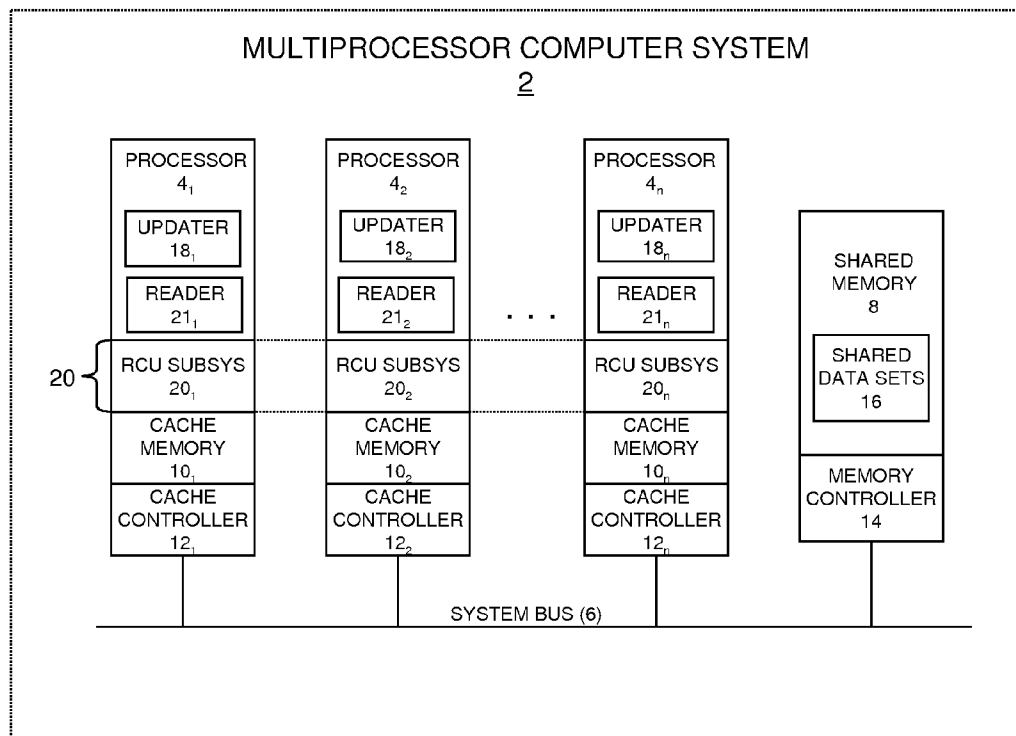 MULTIPROCESSOR COMPUTER SYSTEM
2
PROCESSOR
4₁
UPDATER
18₁
READER
21₁
RCU SUBSYS
20₁
CACHE
MEMORY
10₁
CACHE
CONTROLLER
12₁
PROCESSOR
4₂
UPDATER
18₂
READER
21₂
RCU SUBSYS
20₂
CACHE
MEMORY
10₂
CACHE
CONTROLLER
12₂
. . .
PROCESSOR
4ₙ
UPDATER
18ₙ
READER
21ₙ
RCU SUBSYS
20ₙ
CACHE
MEMORY
10ₙ
CACHE
CONTROLLER
12ₙ
SHARED
MEMORY
8
SHARED
DATA SETS
16
MEMORY
CONTROLLER
14
20
SYSTEM BUS (6)